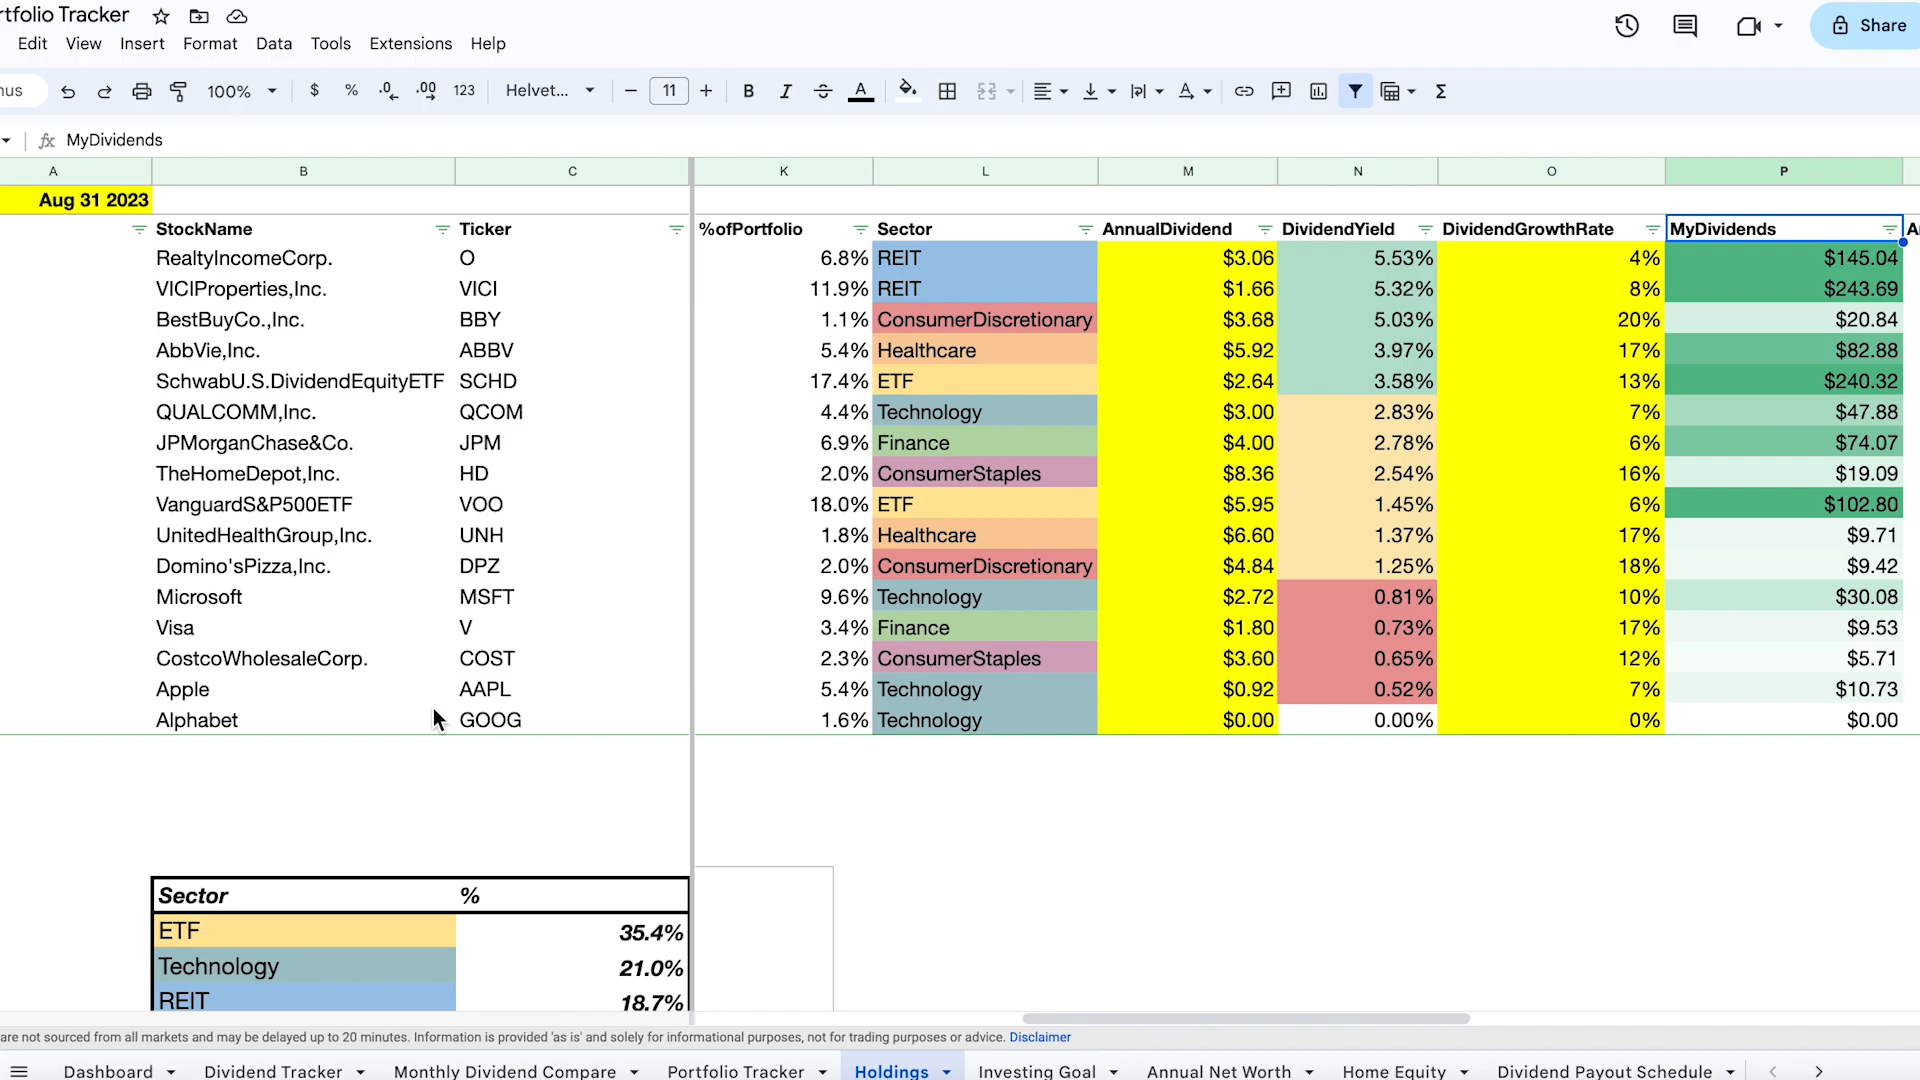 rtfolio Tracker
Edit View Insert Format Data Tools Extensions Help
Share
nus 100% $ % .0 .00 123 Helvet... 11 B I A
MyDividends
A B C K L M N O P
Aug 31 2023
StockName Ticker %ofPortfolio Sector AnnualDividend DividendYield DividendGrowthRate MyDividends
RealtyIncomeCorp. O 6.8% REIT $3.06 5.53% 4% $145.04
VICIProperties,Inc. VICI 11.9% REIT $1.66 5.32% 8% $243.69
BestBuyCo.,Inc. BBY 1.1% ConsumerDiscretionary $3.68 5.03% 20% $20.84
AbbVie,Inc. ABBV 5.4% Healthcare $5.92 3.97% 17% $82.88
SchwabU.S.DividendEquityETF SCHD 17.4% ETF $2.64 3.58% 13% $240.32
QUALCOMM,Inc. QCOM 4.4% Technology $3.00 2.83% 7% $47.88
JPMorganChase&Co. JPM 6.9% Finance $4.00 2.78% 6% $74.07
TheHomeDepot,Inc. HD 2.0% ConsumerStaples $8.36 2.54% 16% $19.09
VanguardS&P500ETF VOO 18.0% ETF $5.95 1.45% 6% $102.80
UnitedHealthGroup,Inc. UNH 1.8% Healthcare $6.60 1.37% 17% $9.71
Domino'sPizza,Inc. DPZ 2.0% ConsumerDiscretionary $4.84 1.25% 18% $9.42
Microsoft MSFT 9.6% Technology $2.72 0.81% 10% $30.08
Visa V 3.4% Finance $1.80 0.73% 17% $9.53
CostcoWholesaleCorp. COST 2.3% ConsumerStaples $3.60 0.65% 12% $5.71
Apple AAPL 5.4% Technology $0.92 0.52% 7% $10.73
Alphabet GOOG 1.6% Technology $0.00 0.00% 0% $0.00
Sector %
ETF 35.4%
Technology 21.0%
REIT 18.7%
are not sourced from all markets and may be delayed up to 20 minutes. Information is provided 'as is' and solely for informational purposes, not for trading purposes or advice. Disclaimer
Dashboard Dividend Tracker Monthly Dividend Compare Portfolio Tracker Holdings Investing Goal Annual Net Worth Home Equity Dividend Payout Schedule